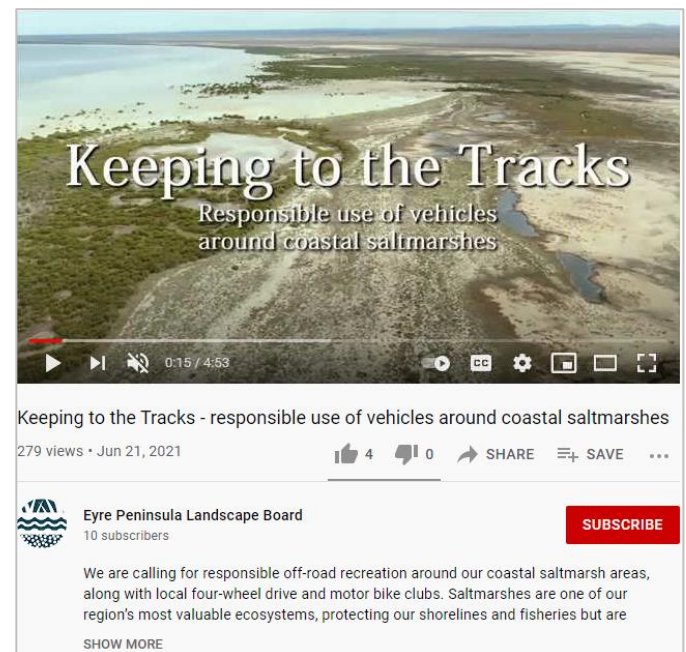 Keeping to the Tracks
Responsible use of vehicles
around coastal saltmarshes
0:15 / 4:53
CC
Keeping to the Tracks - responsible use of vehicles around coastal saltmarshes
279 views • Jun 21, 2021 4 0 SHARE SAVE
Eyre Peninsula Landscape Board
10 subscribers
SUBSCRIBE
We are calling for responsible off-road recreation around our coastal saltmarsh areas,
along with local four-wheel drive and motor bike clubs. Saltmarshes are one of our
region's most valuable ecosystems, protecting our shorelines and fisheries but are
SHOW MORE